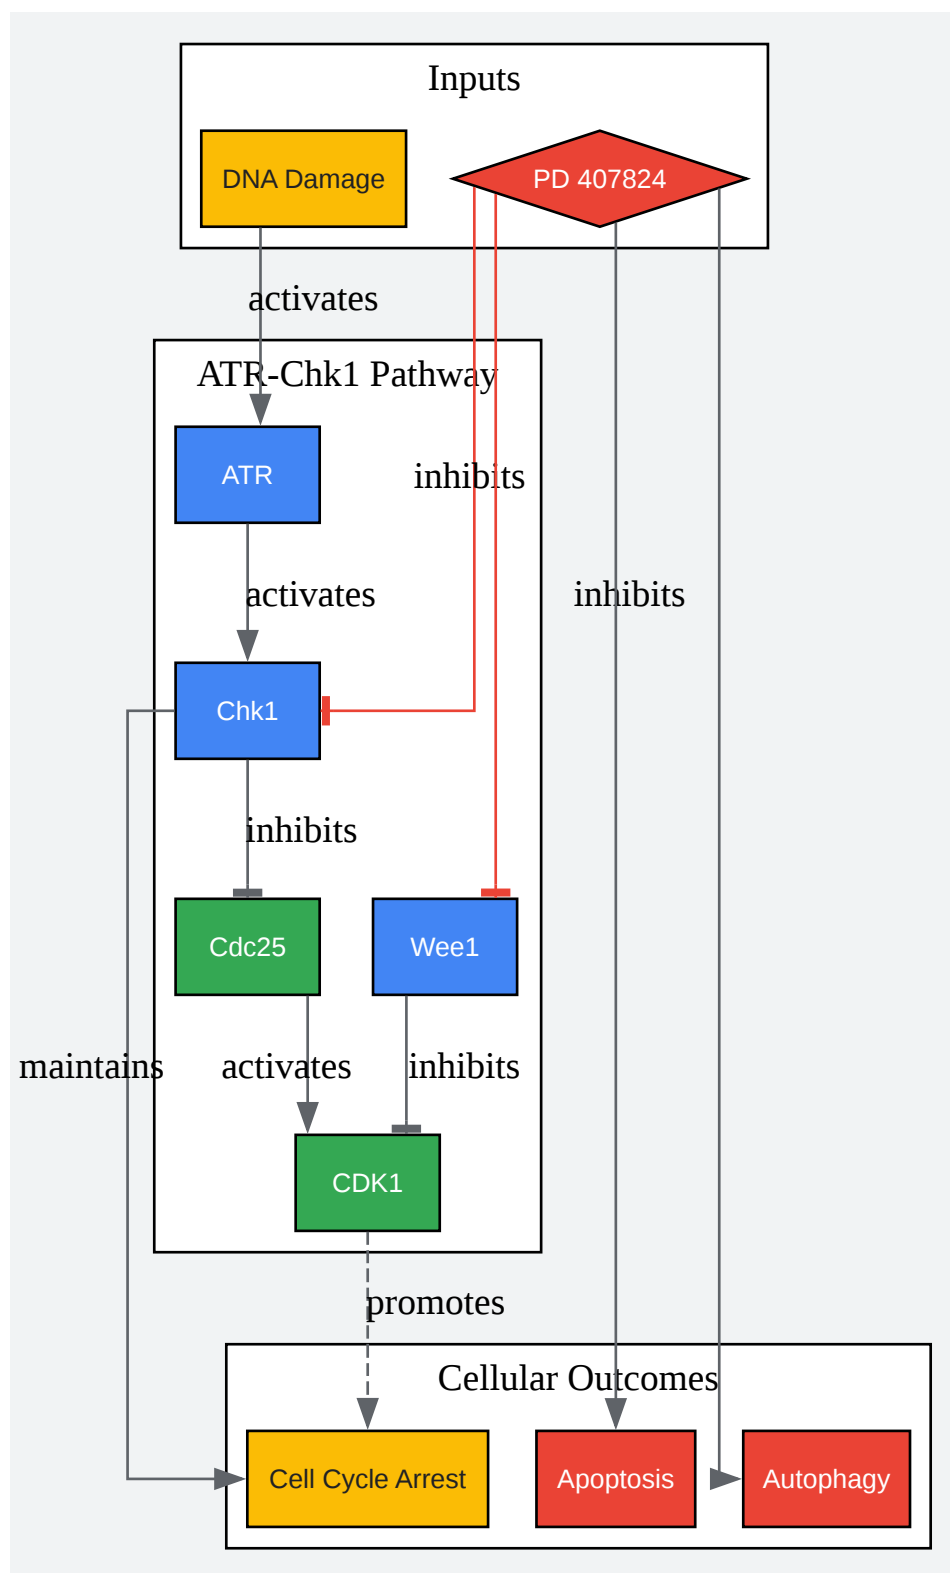 Inputs
DNA Damage
PD 407824
activates
ATR-Chk1 Pathway
ATR
inhibits
activates
inhibits
Chk1
inhibits
Cdc25
Wee1
maintains
activates
inhibits
CDK1
promotes
Cellular Outcomes
Cell Cycle Arrest
Apoptosis
Autophagy